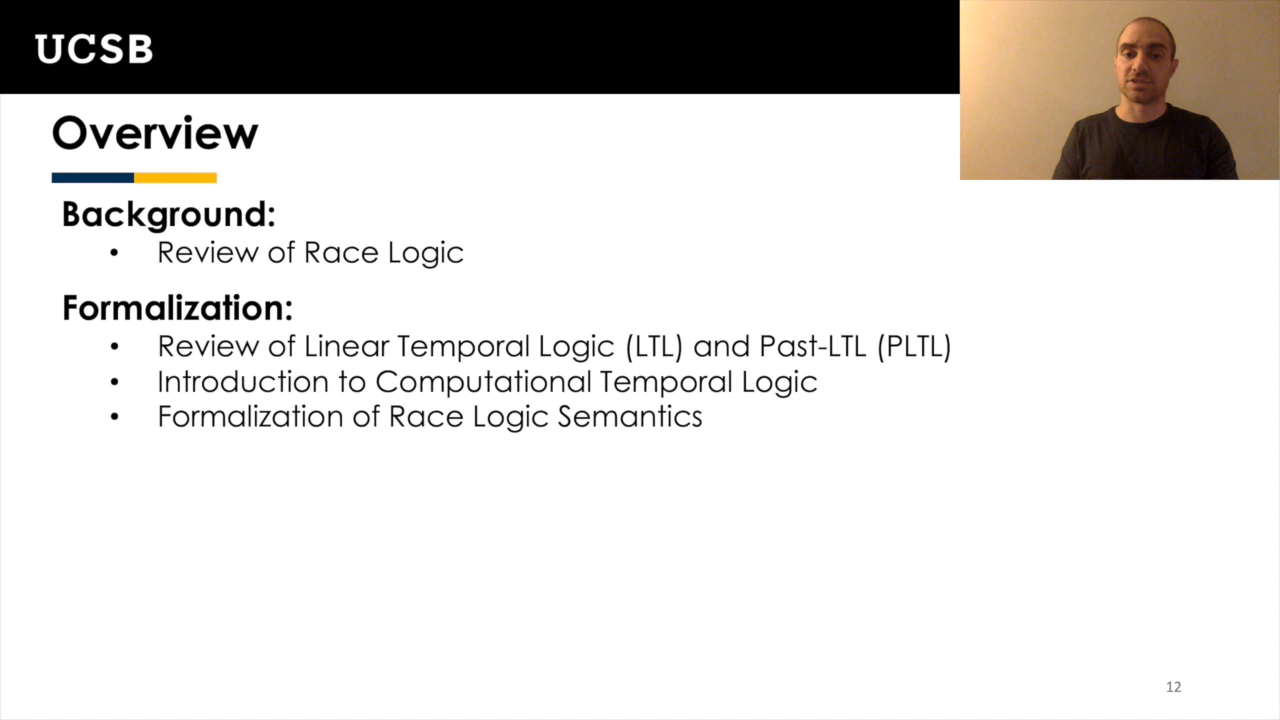 UCSB
Overview
Background:
• Review of Race Logic
Formalization:
• Review of Linear Temporal Logic (LTL) and Past-LTL (PLTL)
• Introduction to Computational Temporal Logic
• Formalization of Race Logic Semantics
12